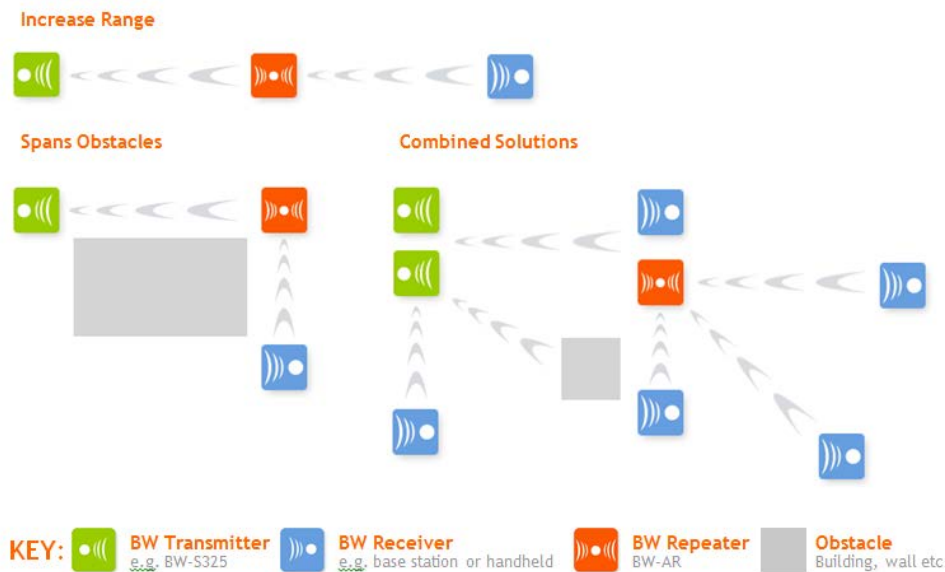 Increase Range
Spans Obstacles
Combined Solutions
KEY:
BW Transmitter
e.g. BW-S325
BW Receiver
e.g. base station or handheld
BW Repeater
BW-AR
Obstacle
Building, wall etc